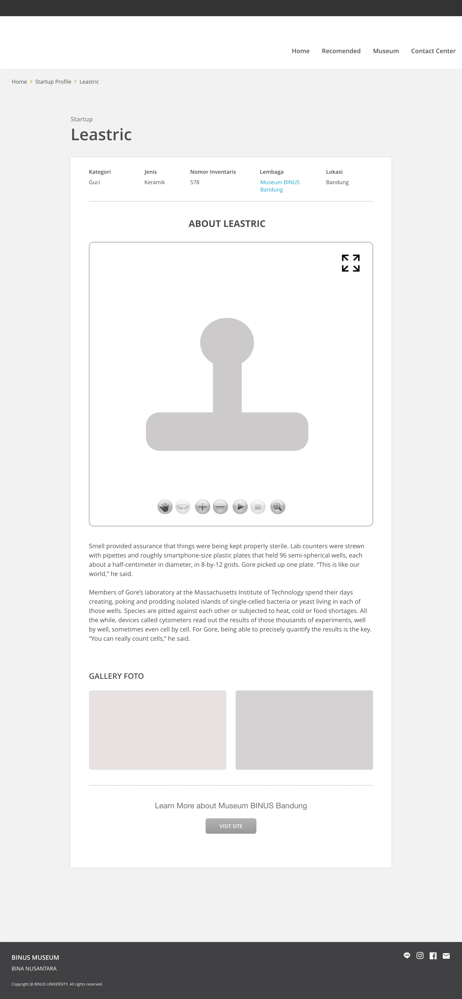 Home Recomended Museum Contact Center
Home > Startup Profile > Leastric
Startup
Leastric
Kategori Jenis Nomor Inventaris Lembaga Lokasi
Guci Keramik 578 Museum BINUS Bandung
Bandung
ABOUT LEASTRIC
Smell provided assurance that things were being kept properly sterile. Lab counters were strewn
with pipettes and roughly smartphone-size plastic plates that held 96 semi-spherical wells, each
about a half-centimeter in diameter, in 8-by-12 grids. Gore picked up one plate. “This is like our
world,” he said.
Members of Gore’s laboratory at the Massachusetts Institute of Technology spend their days
creating, poking and prodding isolated islands of single-celled bacteria or yeast living in each of
those wells. Species are pitted against each other or subjected to heat, cold or food shortages. All
the while, devices called cytometers read out the results of those thousands of experiments, well
by well, sometimes even cell by cell. For Gore, being able to precisely quantify the results is the key.
“You can really count cells,” he said.
GALLERY FOTO
Learn More about Museum BINUS Bandung
VISIT SITE
BINUS MUSEUM
LINE
BINA NUSANTARA
Copyright @ BINUS UNIVERSITY. All rights reserved.